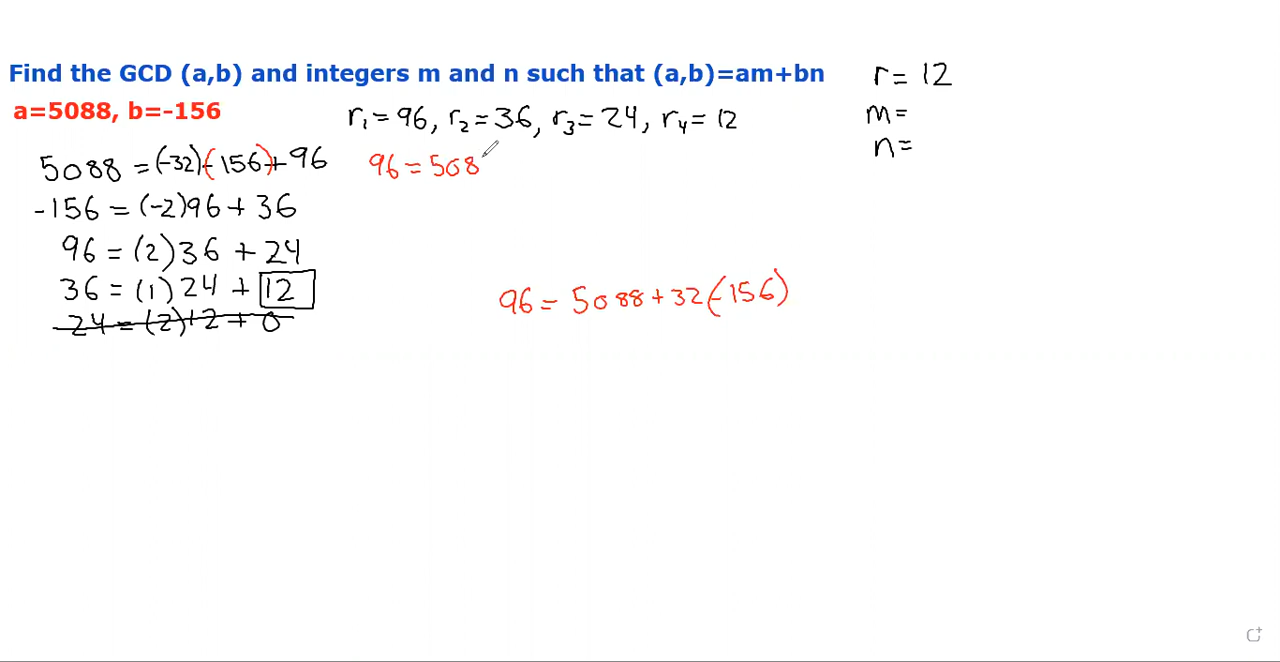 Find the GCD (a,b) and integers m and n such that (a,b)=am+bn
a=5088, b=-156
r₁ = 96, r₂ = 36, r₃ = 24, r₄ = 12
r = 12
m =
n =
5088 = (-32)(-156) + 96
-156 = (-2)96 + 36
96 = (2)36 + 24
36 = (1)24 + 12
24 = (2)12 + 0
96 = 508
96 = 5088 + 32(-156)